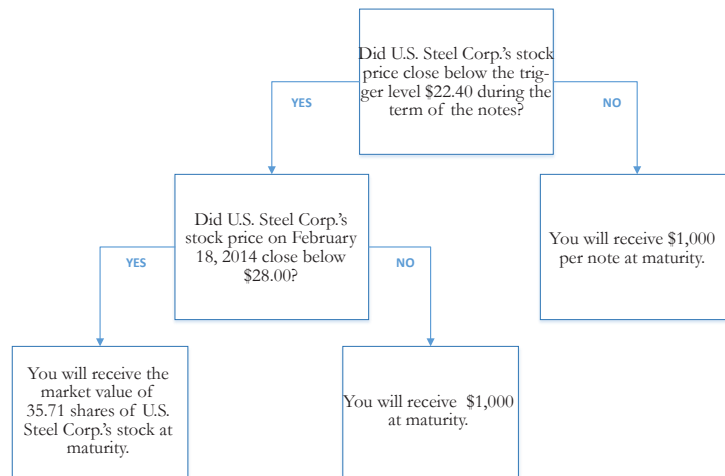 Did U.S. Steel Corp.'s stock
price close below the trig-
ger level $22.40 during the
term of the notes?
YES
NO
Did U.S. Steel Corp.'s
stock price on February
18, 2014 close below
$28.00?
You will receive $1,000
per note at maturity.
YES
NO
You will receive the
market value of
35.71 shares of U.S.
Steel Corp.'s stock at
maturity.
You will receive $1,000
at maturity.